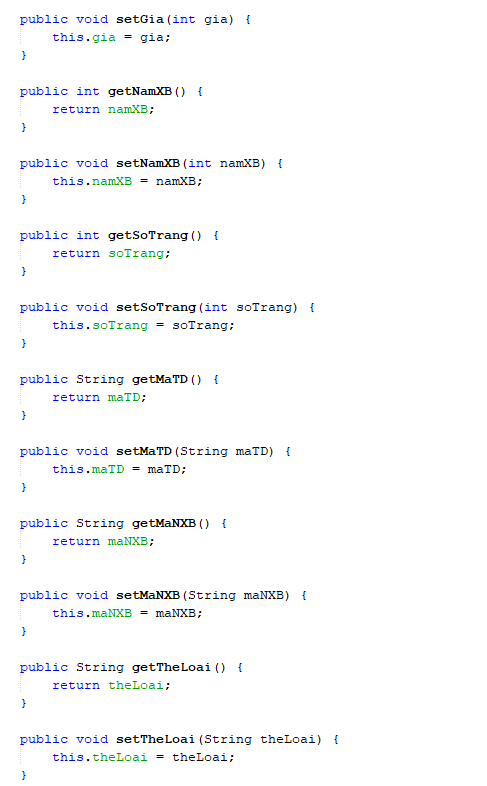 public void setGia(int gia) {
this.gia = gia;
}
public int getNamXB() {
return namXB;
}
public void setNamXB(int namXB) {
this.namXB = namXB;
}
public int getSoTrang() {
return soTrang;
}
public void setSoTrang(int soTrang) {
this.soTrang = soTrang;
}
public String getMaTD() {
return maTD;
}
public void setMaTD(String maTD) {
this.maTD = maTD;
}
public String getMaNXB() {
return maNXB;
}
public void setMaNXB(String maNXB) {
this.maNXB = maNXB;
}
public String getTheLoai() {
return theLoai;
}
public void setTheLoai(String theLoai) {
this.theLoai = theLoai;
}